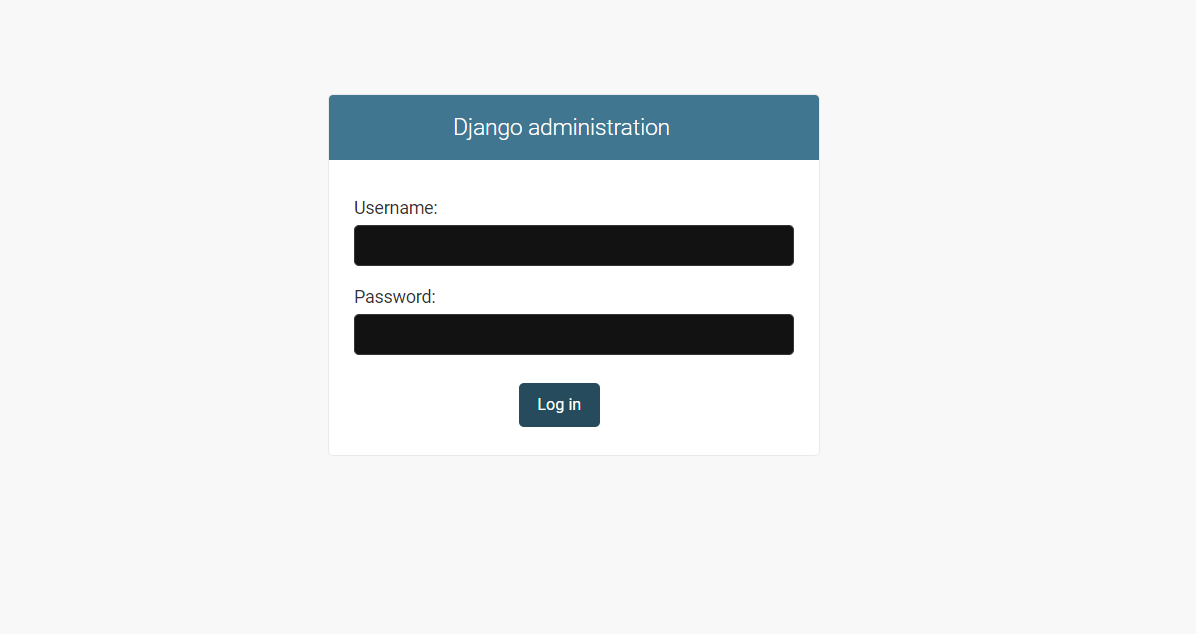 Django administration
Username:
Password:
Log in